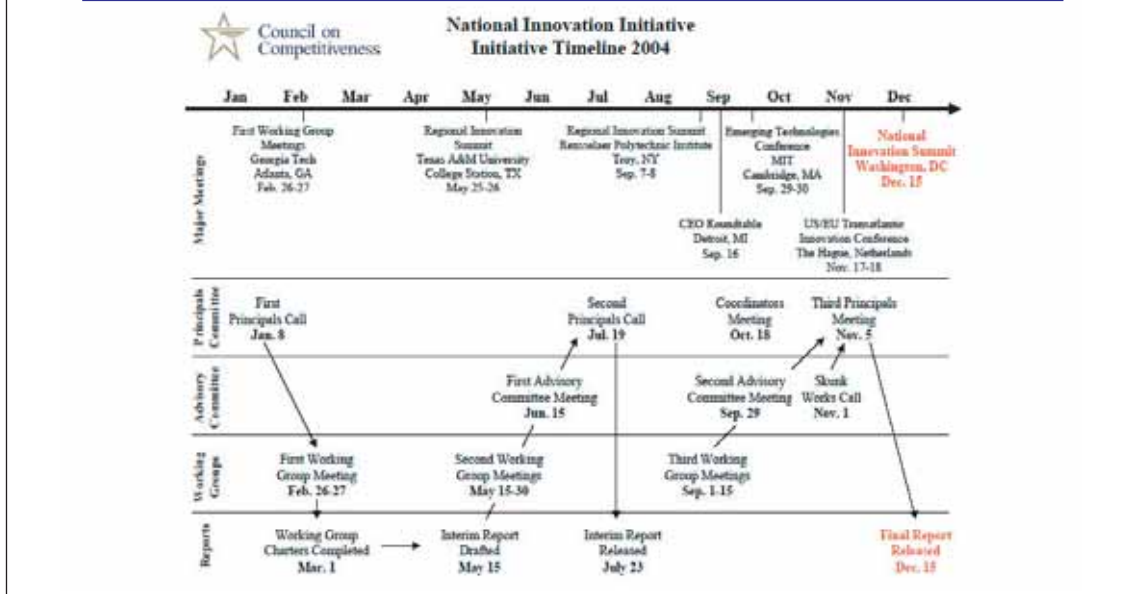 Council on
Competitiveness
National Innovation Initiative
Initiative Timeline 2004
Jan Feb Mar Apr May Jun Jul Aug Sep Oct Nov Dec
Major Meetings
First Working Group
Meetings
Georgia Tech
Atlanta, GA
Feb. 26-27
Regional Innovation
Summit
Texas A&M University
College Station, TX
May 25-26
Regional Innovation Summit
Rensselaer Polytechnic Institute
Troy, NY
Sep. 7-8
Emerging Technologies
Conference
MIT
Cambridge, MA
Sep. 29-30
National
Innovation Summit
Washington, DC
Dec. 15
CEO Roundtable
Detroit, MI
Sep. 16
US/EU Transatlantic
Innovation Conference
The Hague, Netherlands
Nov. 17-18
Principals
Committee
First
Principals Call
Jan. 8
Second
Principals Call
Jul. 19
Coordinators
Meeting
Oct. 18
Third Principals
Meeting
Nov. 5
Advisory
Committee
First Advisory
Committee Meeting
Jun. 15
Second Advisory
Committee Meeting
Sep. 29
Skunk
Works Call
Nov. 1
Working
Groups
First Working
Group Meeting
Feb. 26-27
Second Working
Group Meetings
May 15-30
Third Working
Group Meetings
Sep. 1-15
Reports
Working Group
Charters Completed
Mar. 1
Interim Report
Drafted
May 15
Interim Report
Released
July 23
Final Report
Released
Dec. 15